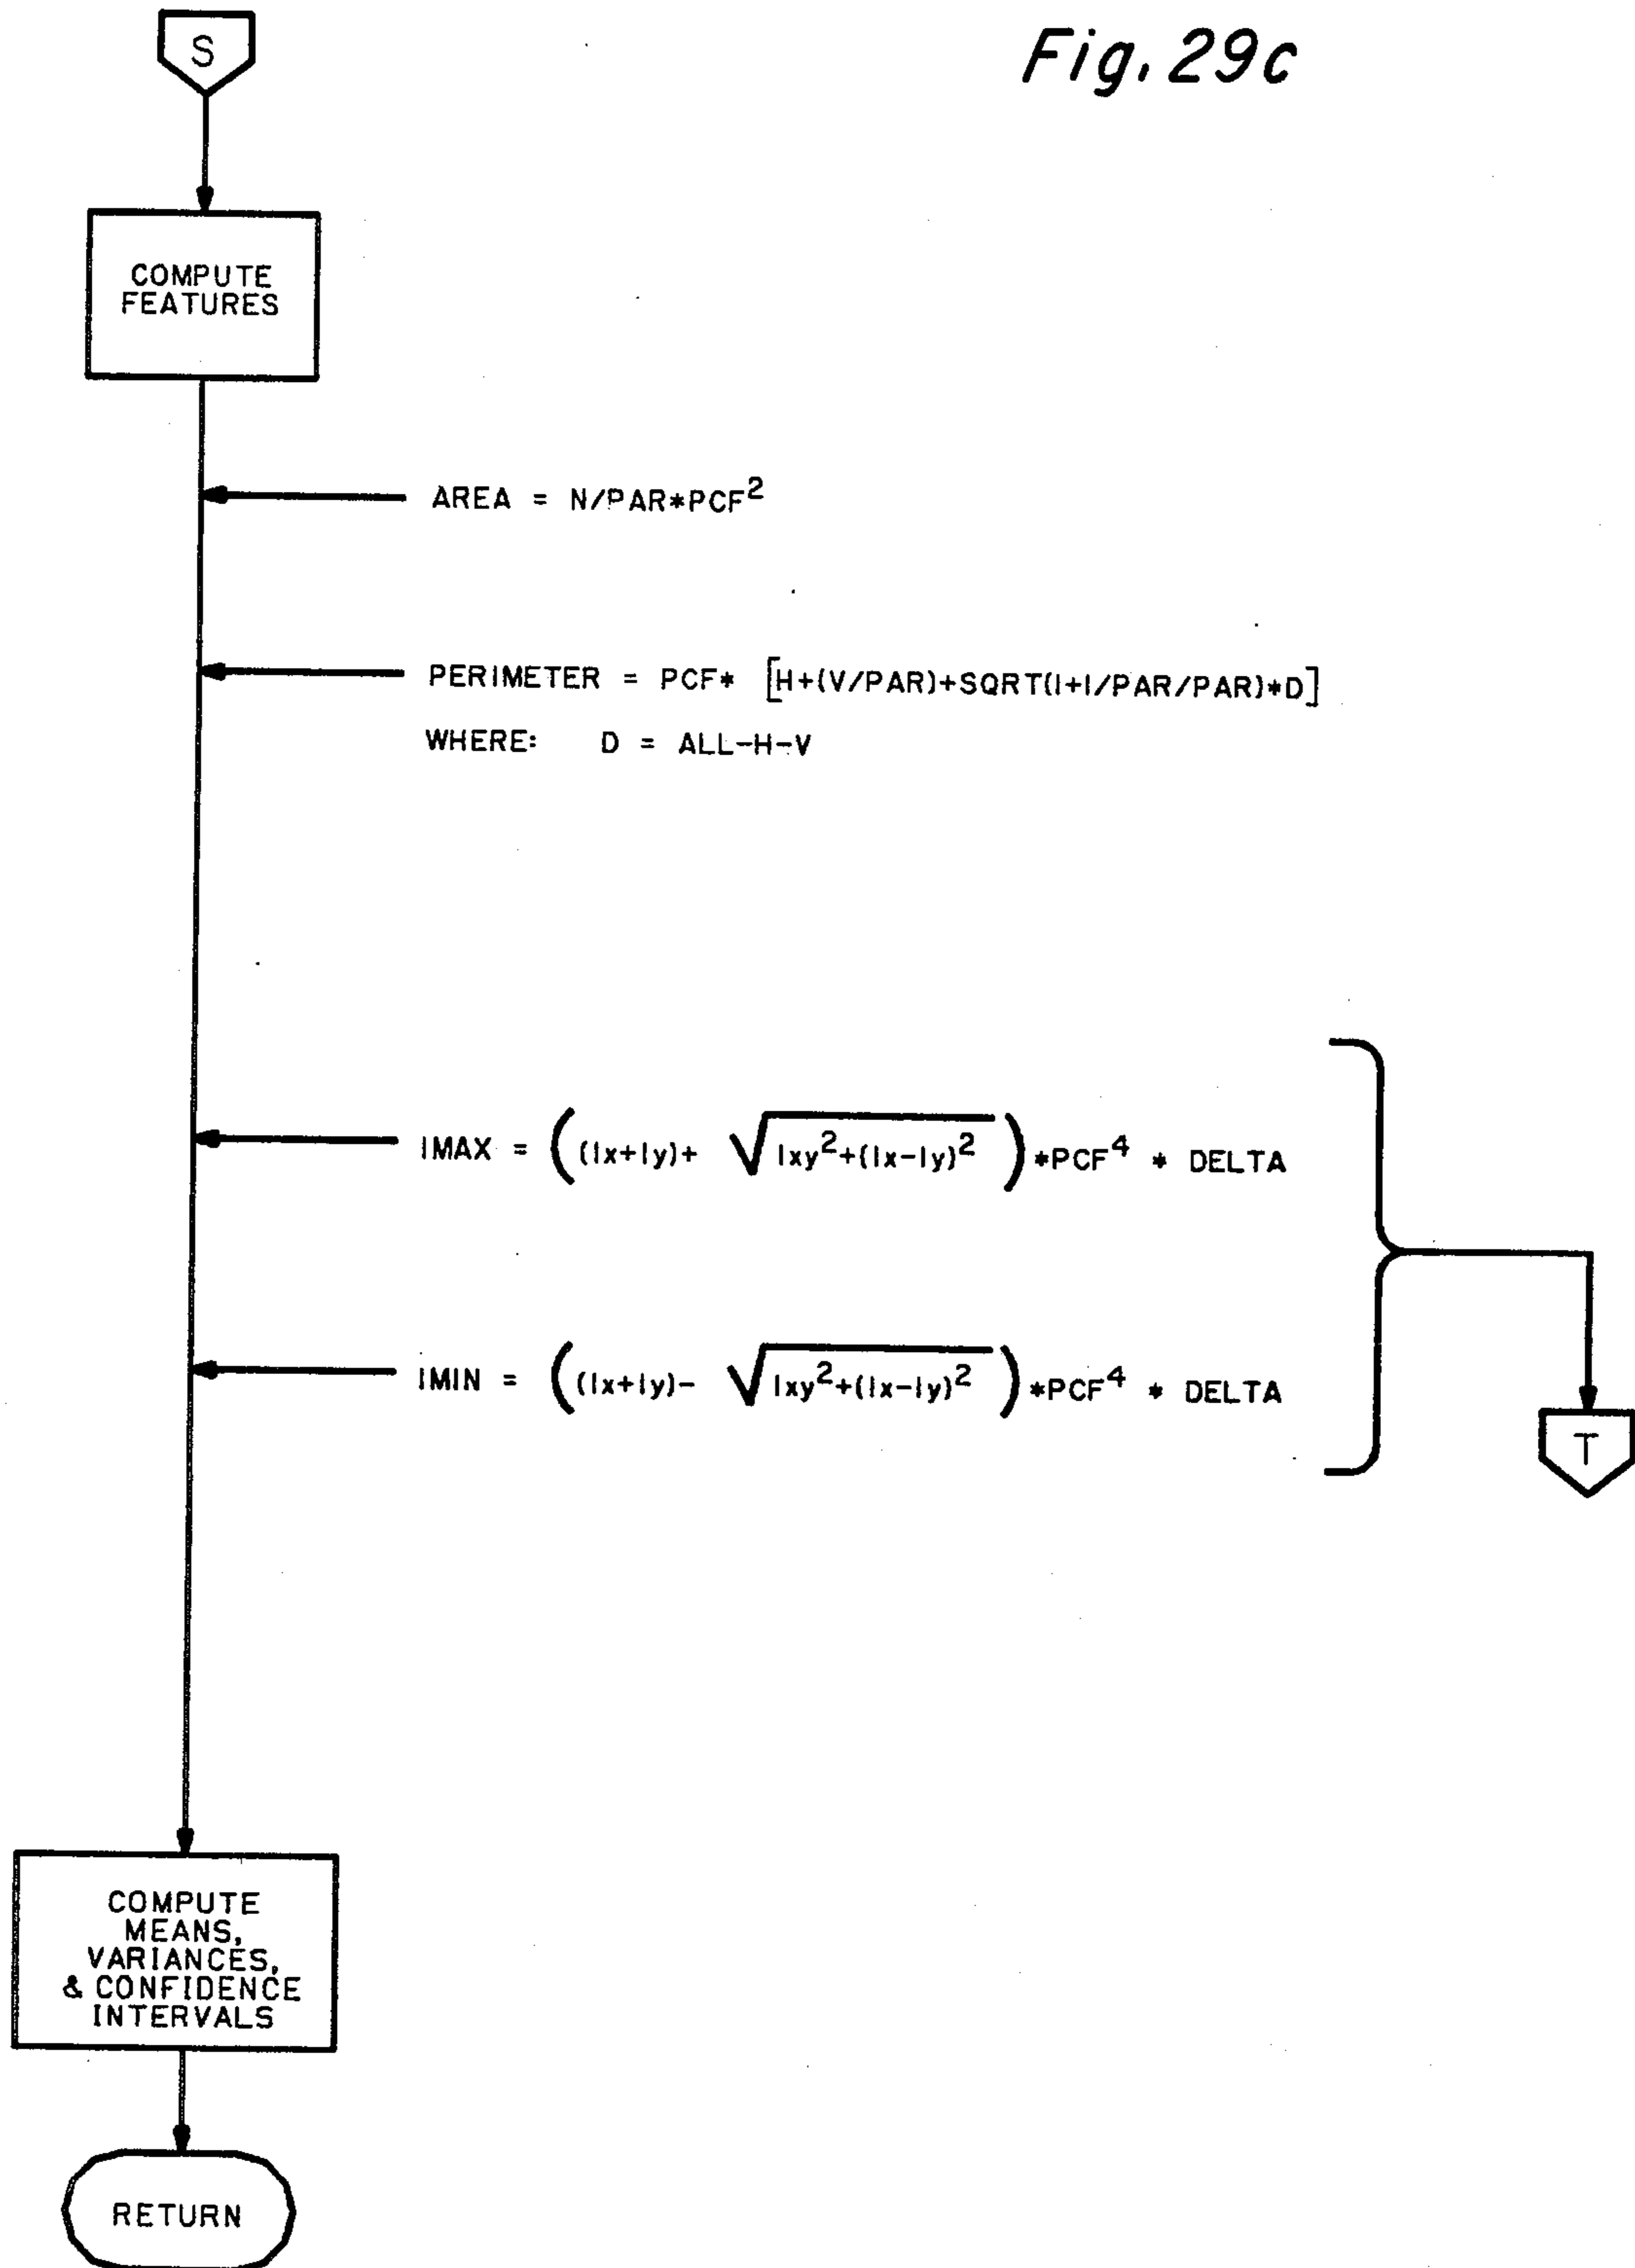 Fig. 29c
S
COMPUTE
FEATURES
AREA = N/PAR*PCF²
PERIMETER = PCF* [H+(V/PAR)+SQRT(1+1/PAR/PAR)*D]
WHERE: D = ALL-H-V
IMAX = ((Ix+Iy)+ √Ixy²+(Ix-Iy)² )*PCF⁴ * DELTA
IMIN = ((Ix+Iy)- √Ixy²+(Ix-Iy)² )*PCF⁴ * DELTA
T
COMPUTE
MEANS,
VARIANCES,
& CONFIDENCE
INTERVALS
RETURN